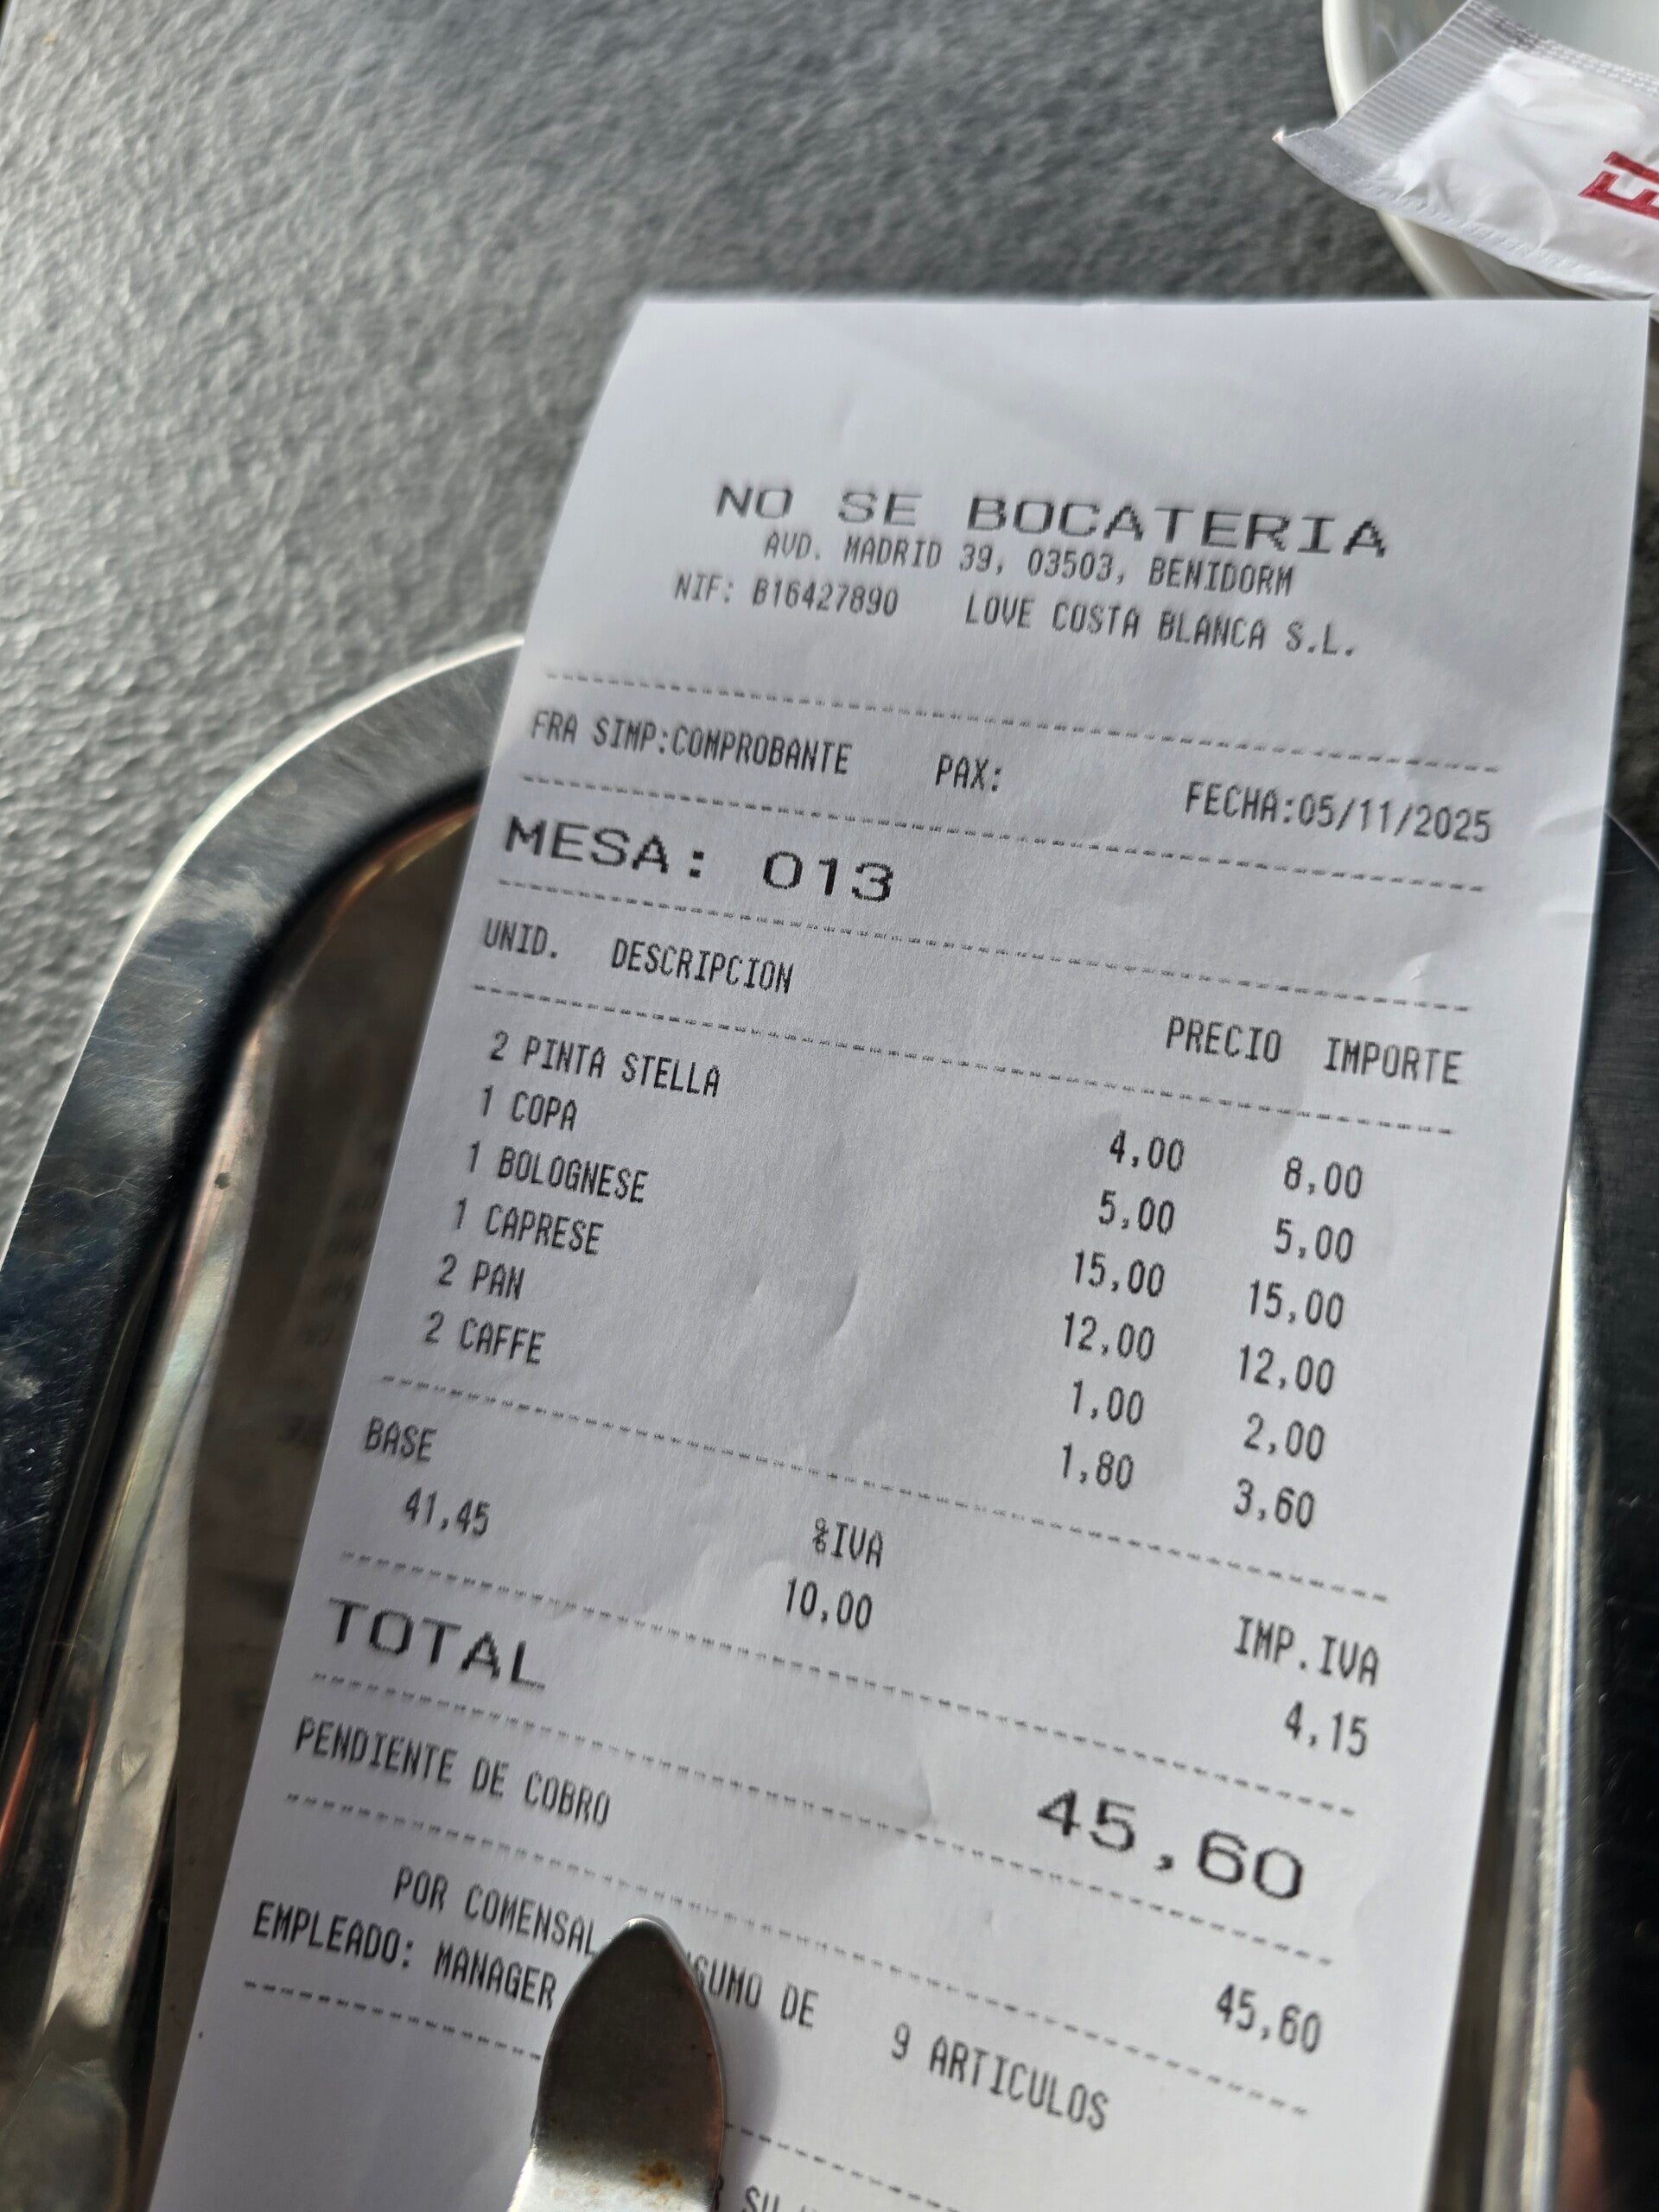 NO SE BOCATERIA
AVD. MADRID 39, 03503, BENIDORM
NIF: B16427890 LOVE COSTA BLANCA S.L.
FRA SIMP:COMPROBANTE PAX: FECHA:05/11/2025
MESA: 013
UNID. DESCRIPCION PRECIO IMPORTE
2 PINTA STELLA 4,00 8,00
1 COPA 5,00 5,00
1 BOLOGNESE 15,00 15,00
1 CAPRESE 12,00 12,00
2 PAN 1,00 2,00
2 CAFFE 1,80 3,60
BASE %IVA IMP.IVA
41,45 10,00 4,15
TOTAL 45,60
PENDIENTE DE COBRO 45,60
POR COMENSAL DE 9 ARTICULOS
EMPLEADO: MANAGER
SU